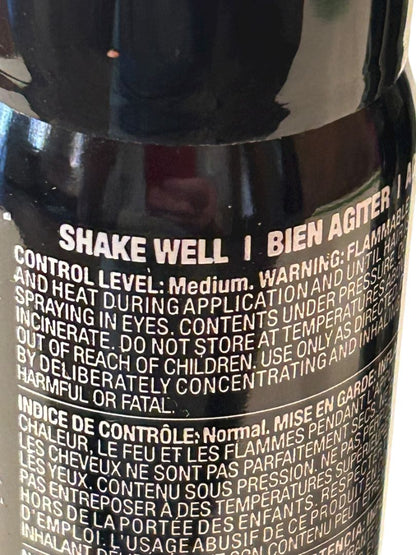 SHAKE WELL | BIEN AGITER |
CONTROL LEVEL: Medium. WARNING: FLAMMABLE
AND HEAT DURING APPLICATION AND UNTIL
SPRAYING IN EYES. CONTENTS UNDER PRESSURE
INCINERATE. DO NOT STORE AT TEMPERATURES
OUT OF REACH OF CHILDREN. USE ONLY AS DIRECTED
BY DELIBERATELY CONCENTRATING AND
HARMFUL OR FATAL.
INDICE DE CONTRÔLE: Normal. MISE EN GARDE:
CHALEUR, LE FEU ET LES FLAMMES PENDANT
LES CHEVEUX NE SONT PAS PARFAITEMENT SECS.
LES YEUX. CONTENU SOUS PRESSION. NE PAS
PAS ENTREPOSER À DES TEMPÉRATURES
HORS DE LA PORTÉE DES ENFANTS.
D'EMPLOI. L'USAGE ABUSIF DE CE PRODUIT
INHALANT